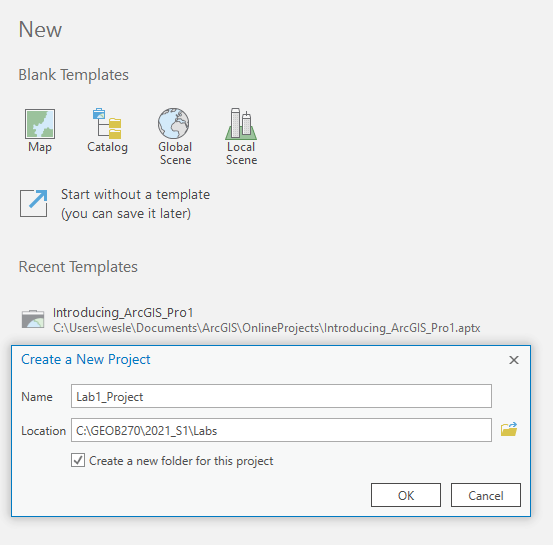 New
Blank Templates
Map
Catalog
Global
Scene
Local
Scene
Start without a template
(you can save it later)
Recent Templates
Introducing_ArcGIS_Pro1
C:\Users\wesle\Documents\ArcGIS\OnlineProjects\Introducing_ArcGIS_Pro1.aptx
Create a New Project
Name
Lab1_Project
Location
C:\GEOB270\2021_S1\Labs
Create a new folder for this project
OK
Cancel